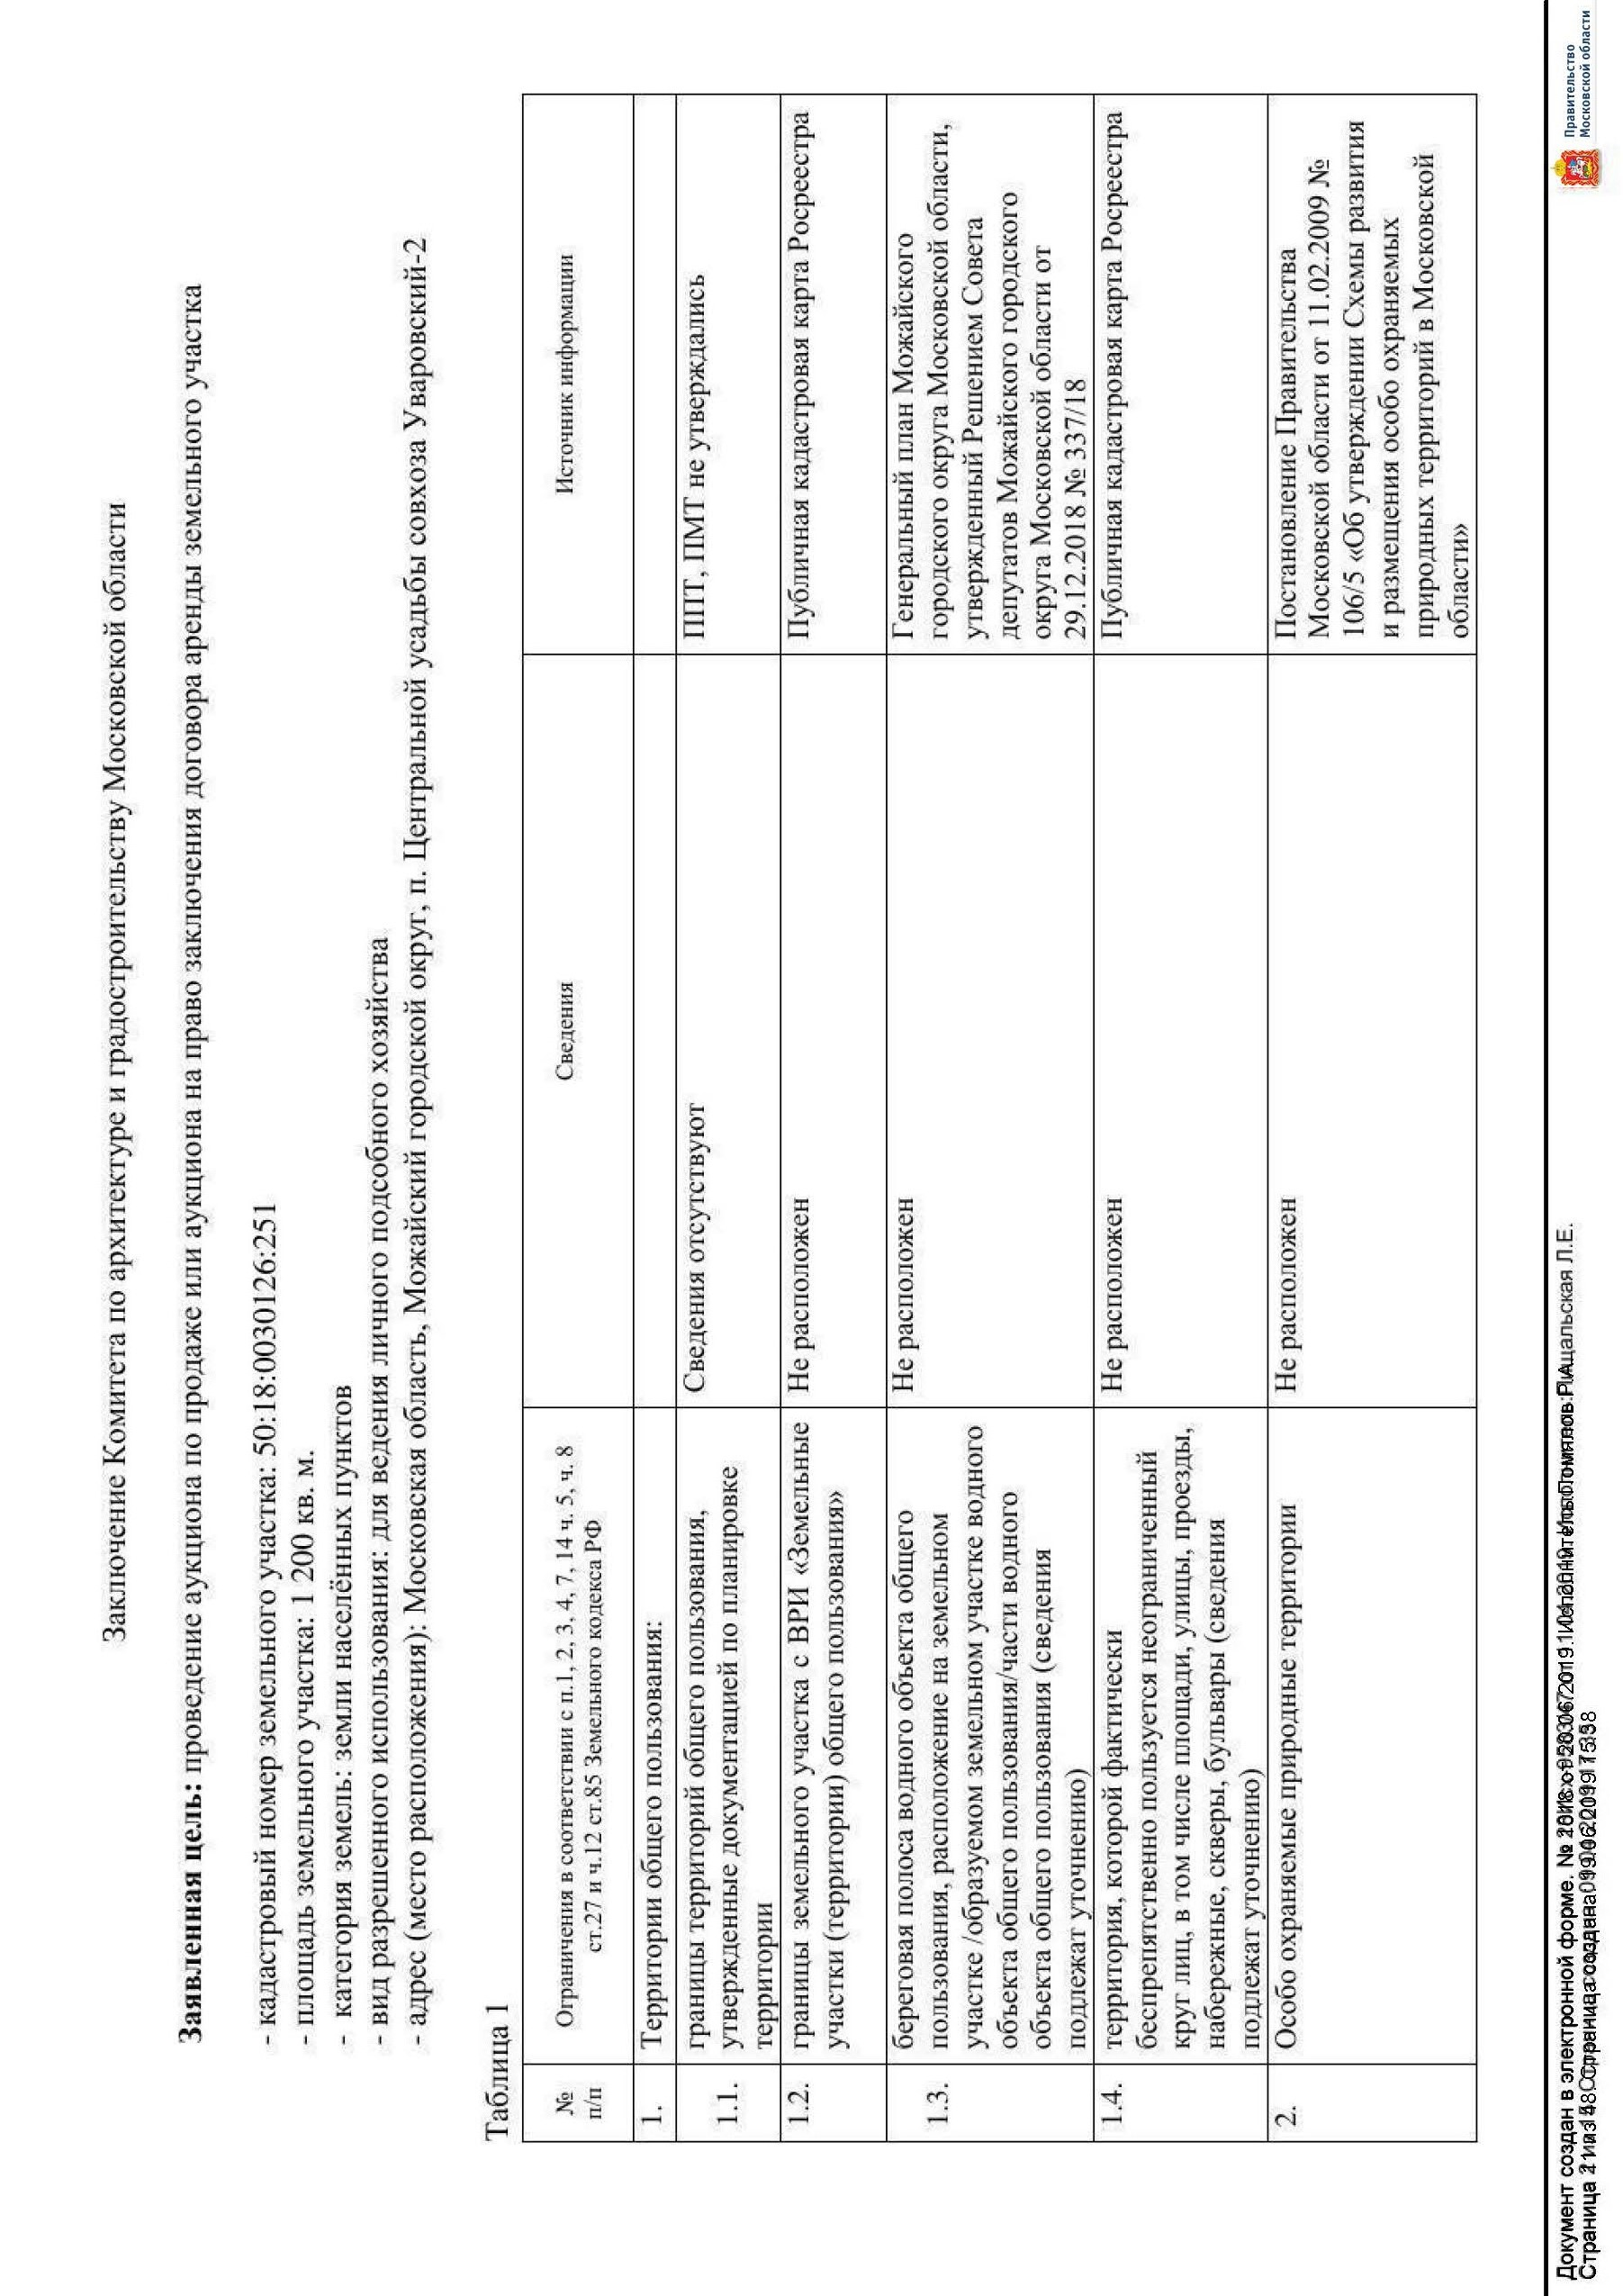 Заключение Комитета по архитектуре и градостроительству Московской области
Заявленная цель: проведение аукциона по продаже или аукциона на право заключения договора аренды земельного участка
- кадастровый номер земельного участка: 50:18:0030126:251
- площадь земельного участка: 1 200 кв. м.
- категория земель: земли населённых пунктов
- вид разрешенного использования: для ведения личного подсобного хозяйства
- адрес (место расположения): Московская область, Можайский городской округ, п. Центральной усадьбы совхоза Уваровский-2
Таблица 1
№
п/п
Ограничения в соответствии с п.1, 2, 3, 4, 7, 14 ч. 5, ч. 8
ст.27 и ч.12 ст.85 Земельного кодекса РФ
Сведения
Источник информации
1.
Территории общего пользования:
1.1.
границы территорий общего пользования,
утвержденные документацией по планировке
территории
Сведения отсутствуют
ППТ, ПМТ не утверждались
1.2.
границы земельного участка с ВРИ «Земельные
участки (территории) общего пользования»
Не расположен
Публичная кадастровая карта Росреестра
1.3.
береговая полоса водного объекта общего
пользования, расположение на земельном
участке /образуемом земельном участке водного
объекта общего пользования/части водного
объекта общего пользования (сведения
подлежат уточнению)
Не расположен
Генеральный план Можайского
городского округа Московской области,
утвержденный Решением Совета
депутатов Можайского городского
округа Московской области от
29.12.2018 № 337/18
1.4.
территория, которой фактически
беспрепятственно пользуется неограниченный
круг лиц, в том числе площади, улицы, проезды,
набережные, скверы, бульвары (сведения
подлежат уточнению)
Не расположен
Публичная кадастровая карта Росреестра
2.
Особо охраняемые природные территории
Не расположен
Постановление Правительства
Московской области от 11.02.2009 №
106/5 «Об утверждении Схемы развития
и размещения особо охраняемых
природных территорий в Московской
области»
Документ создан в электронной форме. №
Страница
Правительство
Московской области